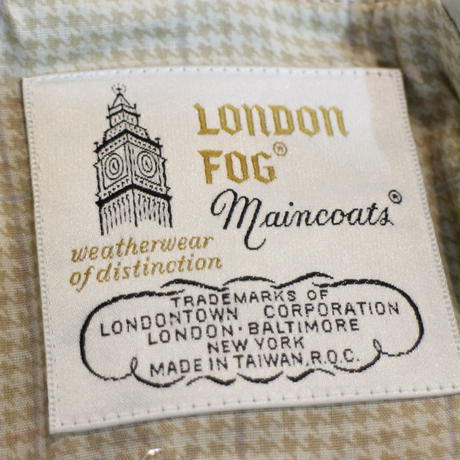 LONDON
FOG®
Maincoats®
weatherwear
of distinction
TRADEMARKS OF
LONDONTOWN CORPORATION
LONDON·BALTIMORE
NEW YORK
MADE IN TAIWAN, R.O.C.